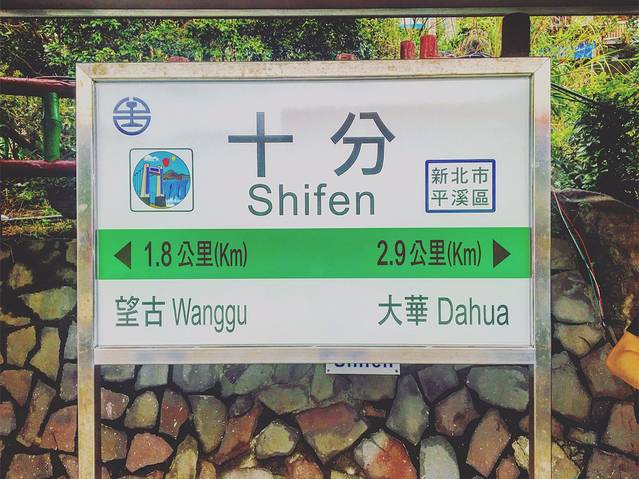 十分
Shifen
新北市
平溪區
1.8公里(Km)
2.9公里(Km)
望古 Wanggu
大華 Dahua
Shifen